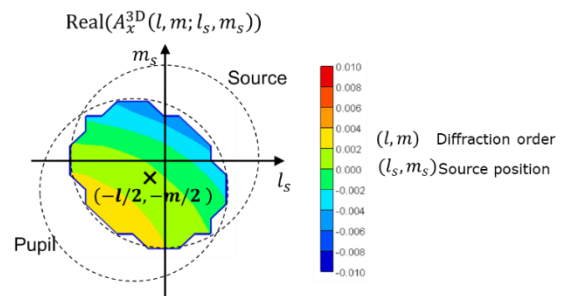 Real(A_x^{3D}(l, m; l_s, m_s))
m_s
Source
l_s
(−l/2, −m/2 )
Pupil
0.010
0.008
0.006
0.004
0.002
0.000
-0.002
-0.004
-0.006
-0.008
-0.010
(l, m) Diffraction order
(l_s, m_s) Source position